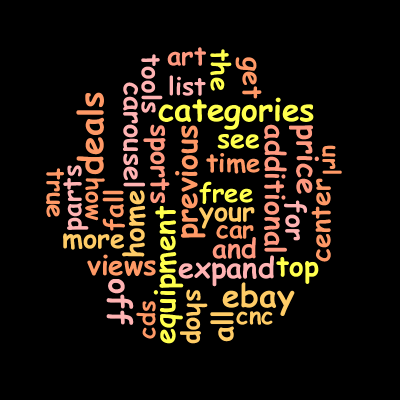 art
the
get
tools
list
carousel
categories
deals
sports
previous
see
additional
price
url
time
true
parts
how
fall
home
free
your
for
center
more
car
and
equipment
views
expand
top
off
cds
shop
ebay
all
cnc